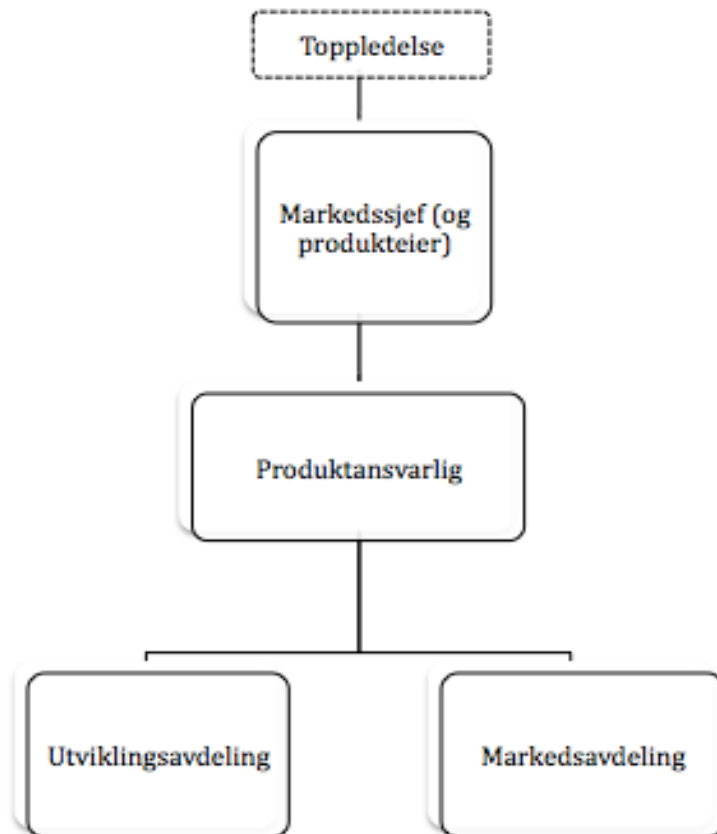 Toppledelse
Markedssjef (og
produkteier)
Produktansvarlig
Utviklingsavdeling
Markedsavdeling